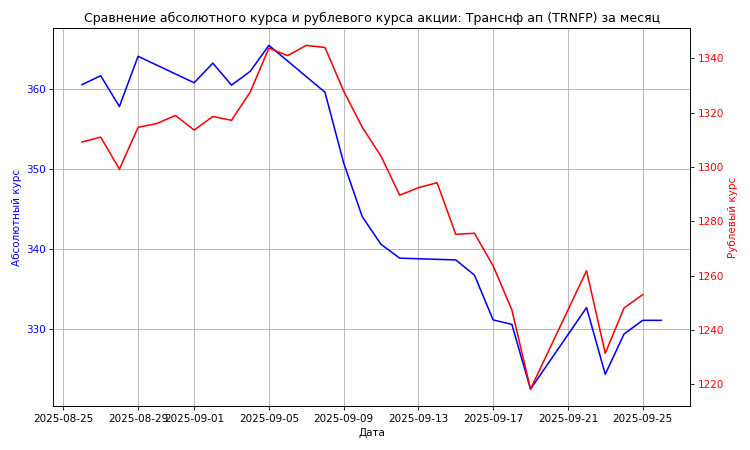 Сравнение абсолютного курса и рублевого курса акции: Транснф ап (TRNFP) за месяц
Абсолютный курс
360
350
340
330
1340
1320
1300
1280
1260
1240
1220
Рублевый курс
2025-08-25 2025-08-29 2025-09-01 2025-09-05 2025-09-09 2025-09-13 2025-09-17 2025-09-21 2025-09-25
Дата